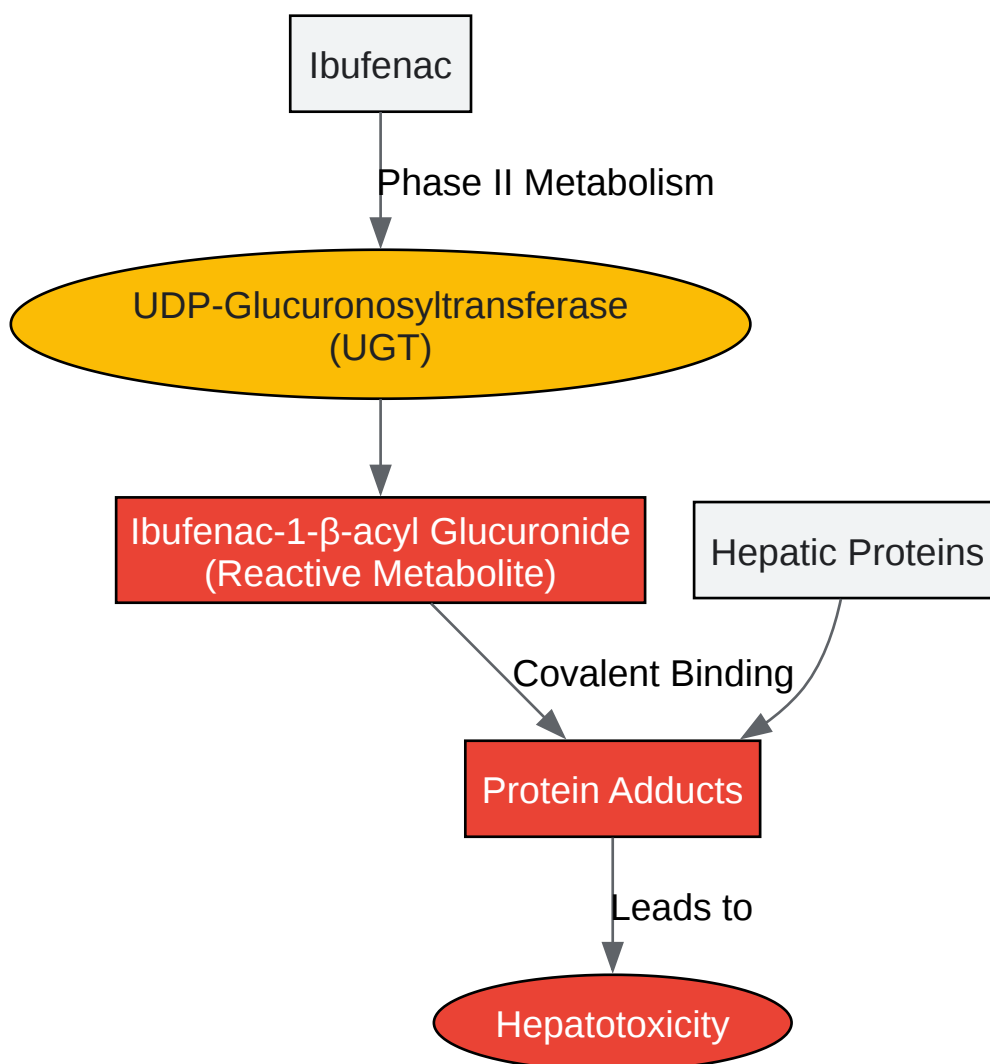 Ibufenac
Phase II Metabolism
UDP-Glucuronosyltransferase
(UGT)
Ibufenac-1-β-acyl Glucuronide
(Reactive Metabolite)
Hepatic Proteins
Covalent Binding
Protein Adducts
Leads to
Hepatotoxicity